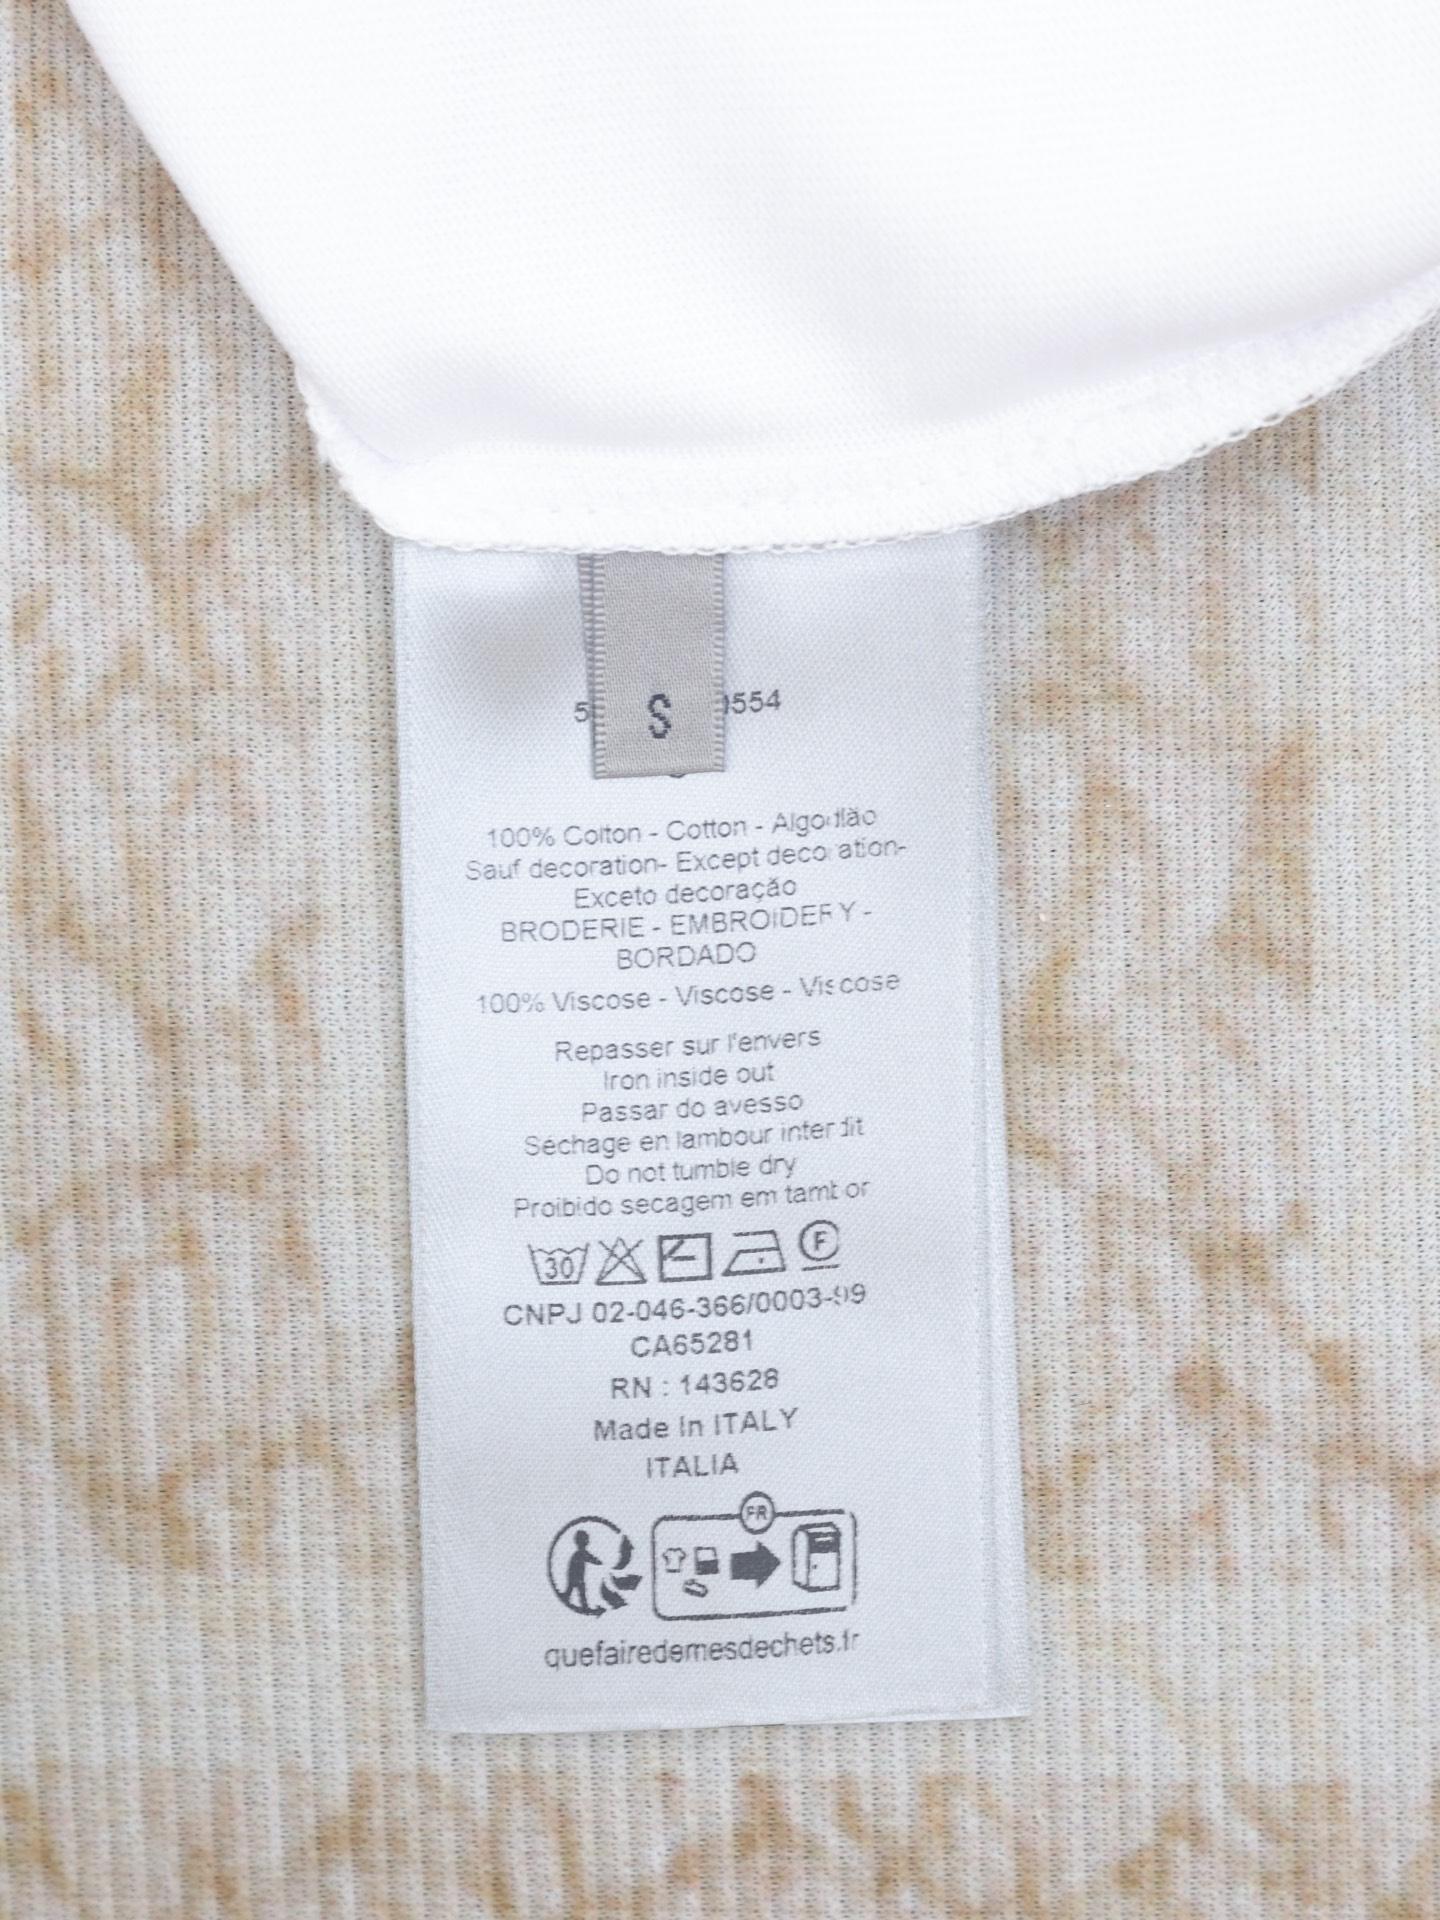 S
554
100% Coton - Cotton - Algodão
Sauf decoration- Except decoration-
Exceto decoração
BRODERIE - EMBROIDERY -
BORDADO
100% Viscose - Viscose - Viscose
Repasser sur l'envers
Iron inside out
Passar do avesso
Séchage en tambour interdit
Do not tumble dry
Proibido secagem em tambor
30 F
CNPJ 02-046-366/0003-99
CA65281
RN : 143628
Made In ITALY
ITALIA
FR
quefairedemesdechets.fr